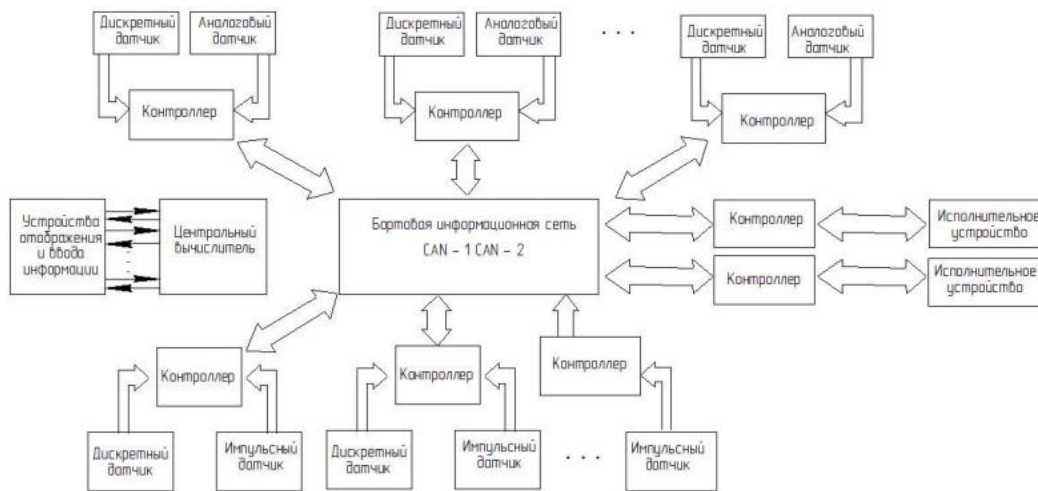 Дискретный
датчик
Аналоговый
датчик
Дискретный
датчик
Аналоговый
датчик
. . .
Дискретный
датчик
Аналоговый
датчик
Контроллер
Контроллер
Контроллер
Устройства
отображения
и ввода
информации
Центральный
вычислитель
Бортовая информационная сеть
CAN - 1 CAN - 2
Контроллер
Исполнительное
устройство
Контроллер
Исполнительное
устройство
Контроллер
Контроллер
Контроллер
Дискретный
датчик
Импульсный
датчик
Дискретный
датчик
Импульсный
датчик
. . .
Импульсный
датчик